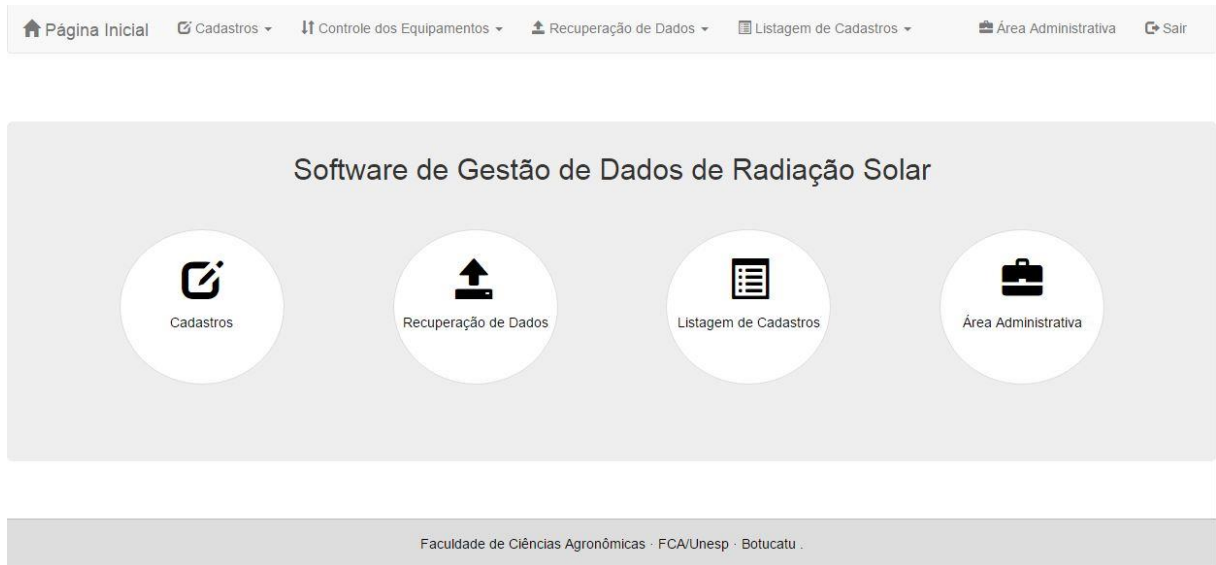 Página Inicial Cadastros Controle dos Equipamentos Recuperação de Dados Listagem de Cadastros Área Administrativa Sair
Software de Gestão de Dados de Radiação Solar
Cadastros Recuperação de Dados Listagem de Cadastros Área Administrativa
Faculdade de Ciências Agronômicas · FCA/Unesp · Botucatu .